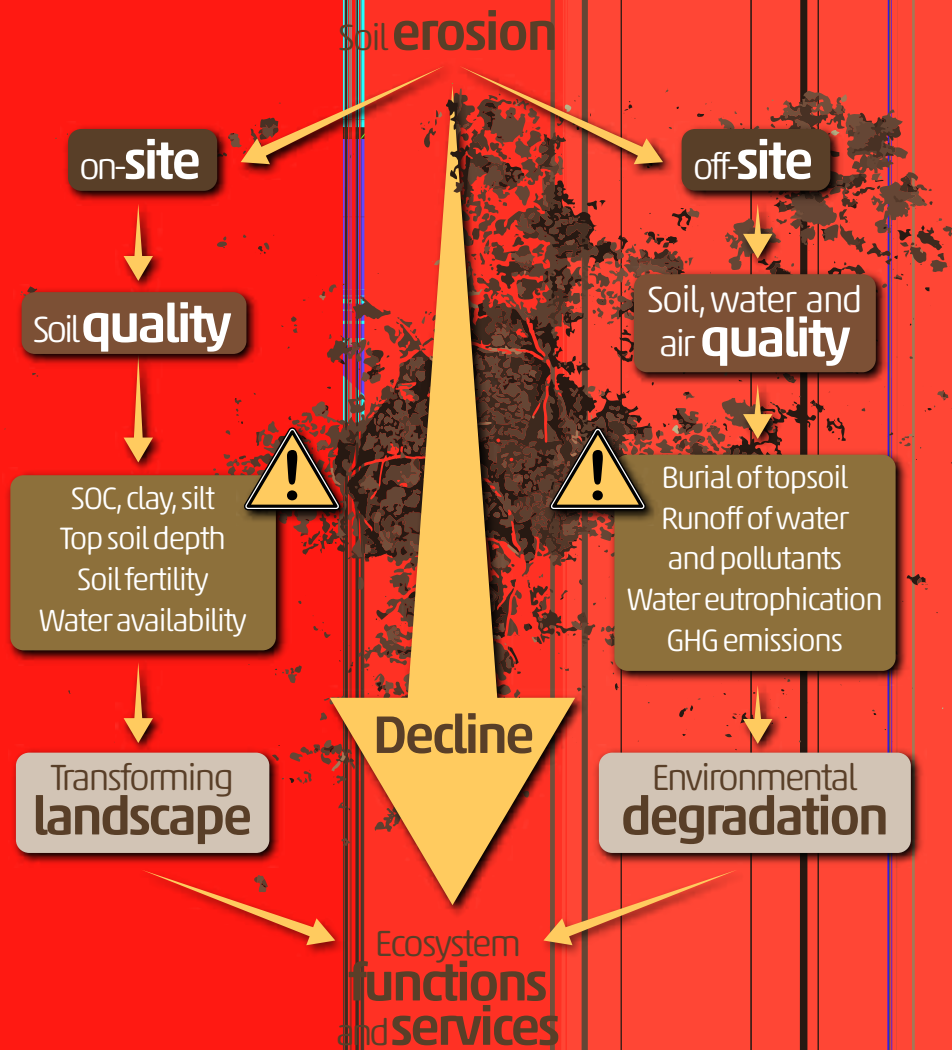 Soil erosion
on-site
off-site
Soil quality
Soil, water and
air quality
SOC, clay, silt
Top soil depth
Soil fertility
Water availability
Burial of topsoil
Runoff of water
and pollutants
Water eutrophication
GHG emissions
Decline
Transforming
landscape
Environmental
degradation
Ecosystem
functions
and services